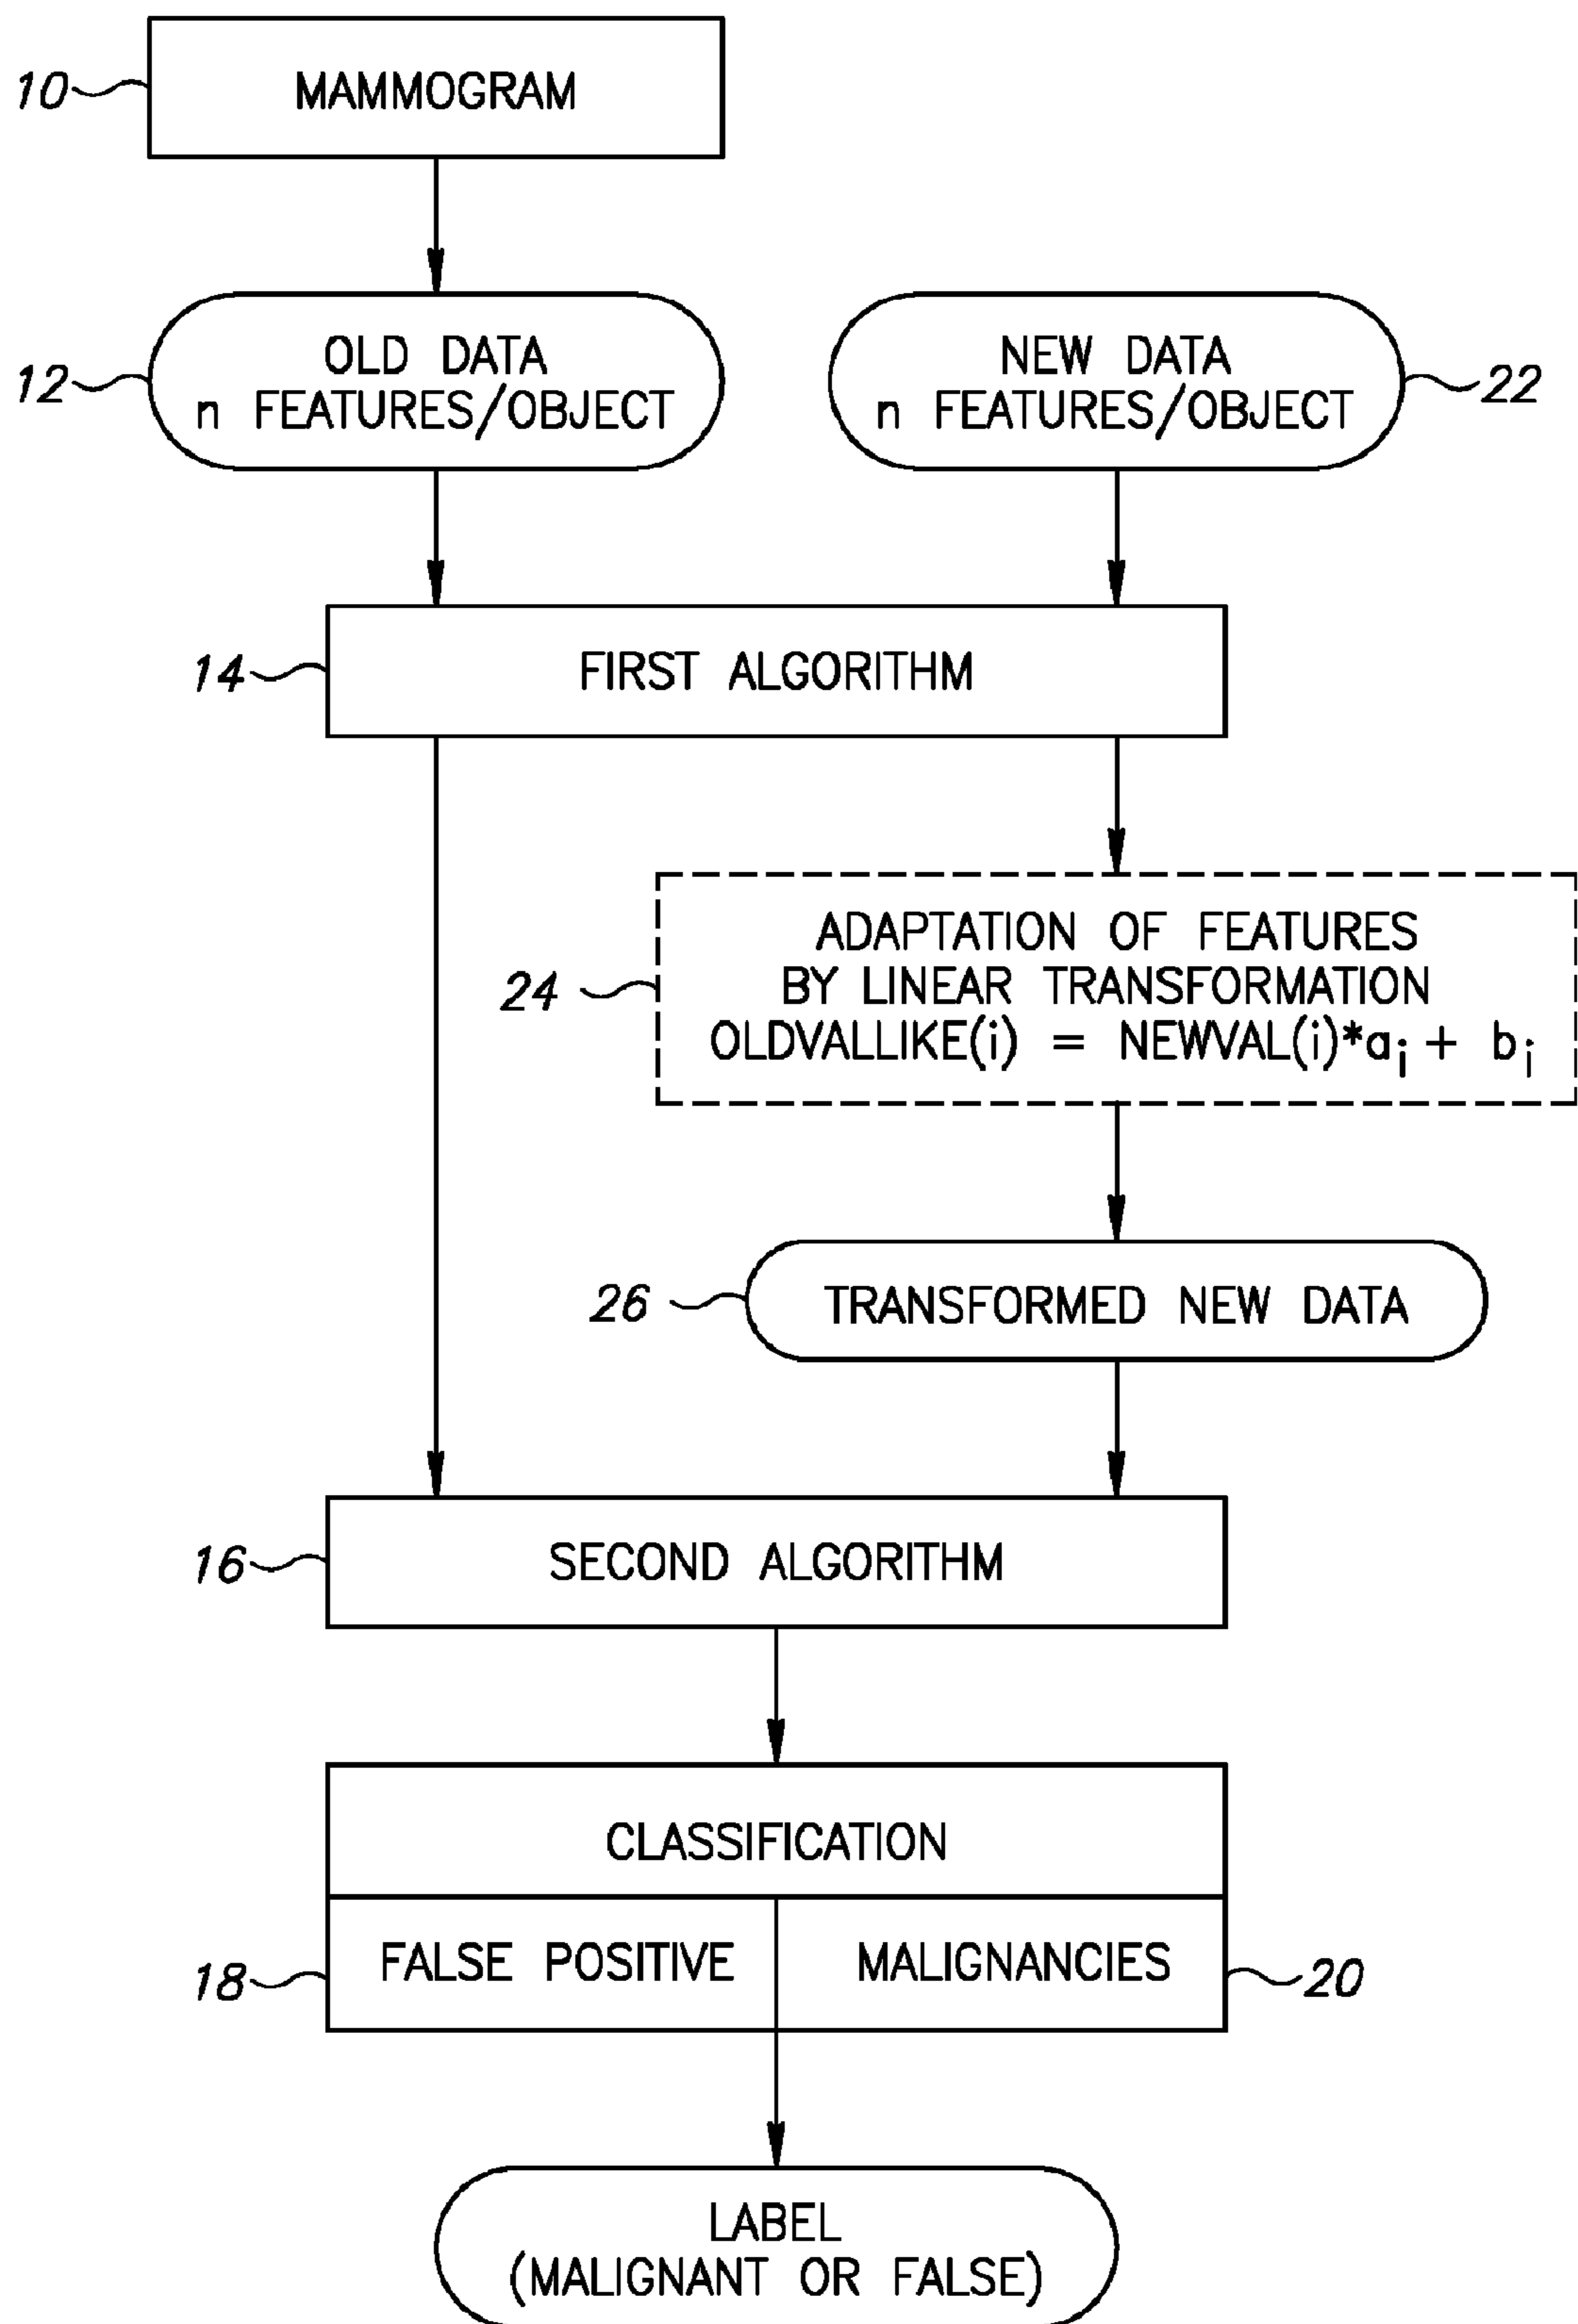 10
MAMMOGRAM
12
OLD DATA
n FEATURES/OBJECT
NEW DATA
n FEATURES/OBJECT
22
14
FIRST ALGORITHM
24
ADAPTATION OF FEATURES
BY LINEAR TRANSFORMATION
OLDVALLIKE(i) = NEWVAL(i)*ai + bi
26
TRANSFORMED NEW DATA
16
SECOND ALGORITHM
CLASSIFICATION
18
FALSE POSITIVE
MALIGNANCIES
20
LABEL
(MALIGNANT OR FALSE)